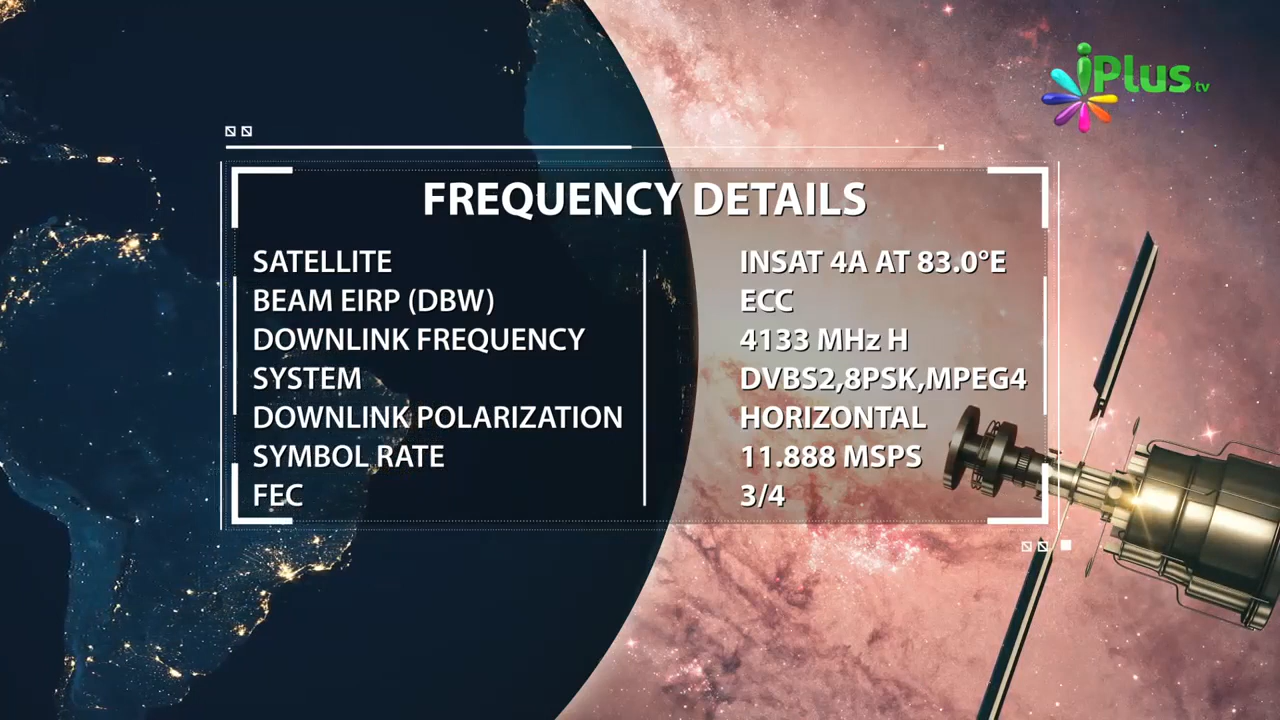 iPlus tv
FREQUENCY DETAILS
SATELLITE INSAT 4A AT 83.0°E
BEAM EIRP (DBW) ECC
DOWNLINK FREQUENCY 4133 MHz H
SYSTEM DVBS2,8PSK,MPEG4
DOWNLINK POLARIZATION HORIZONTAL
SYMBOL RATE 11.888 MSPS
FEC 3/4